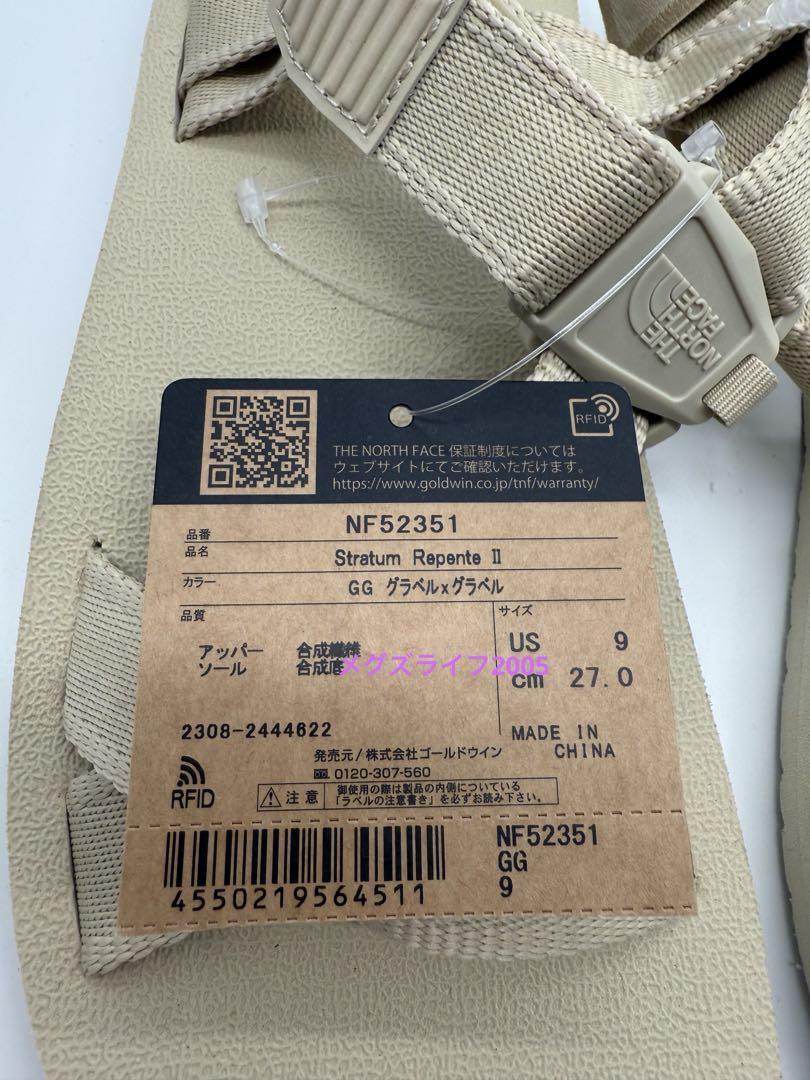 THE
NORTH
FACE
RFID
THE NORTH FACE 保証制度については
ウェブサイトにてご確認いただけます。
https://www.goldwin.co.jp/tnf/warranty/
品番 NF52351
品名 Stratum Repente II
カラー GG グラベルxグラベル
品質
アッパー 合成繊維
ソール 合成底
サイズ
US 9
cm 27.0
メグズライフ2005
2308-2444622
MADE IN
CHINA
発売元/株式会社ゴールドウイン
0120-307-560
RFID
注意
御使用の際は製品の内側についている
「ラベルの注意書き」を必ずお読み下さい。
4550219564511
NF52351
GG
9